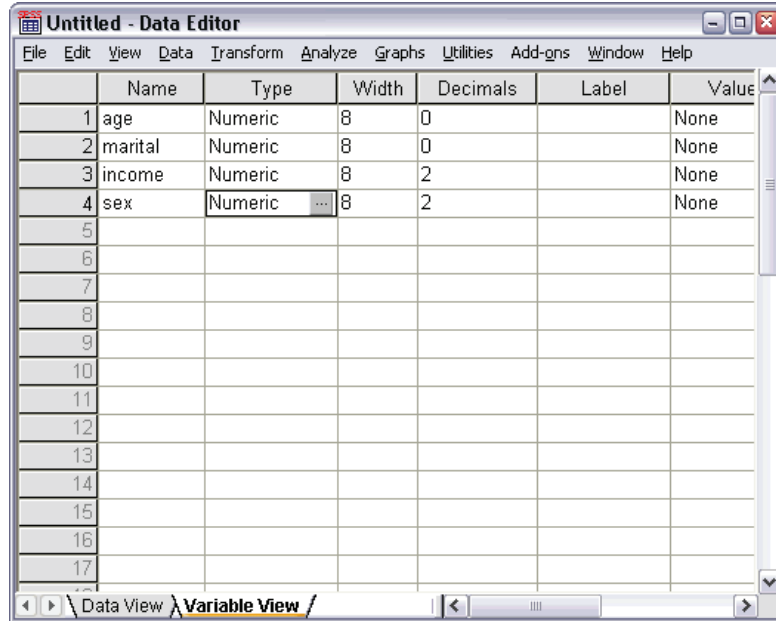 Untitled - Data Editor
File Edit View Data Transform Analyze Graphs Utilities Add-ons Window Help
Name Type Width Decimals Label Value
1 age Numeric 8 0 None
2 marital Numeric 8 0 None
3 income Numeric 8 2 None
4 sex Numeric ... 8 2 None
5
6
7
8
9
10
11
12
13
14
15
16
17
Data View Variable View